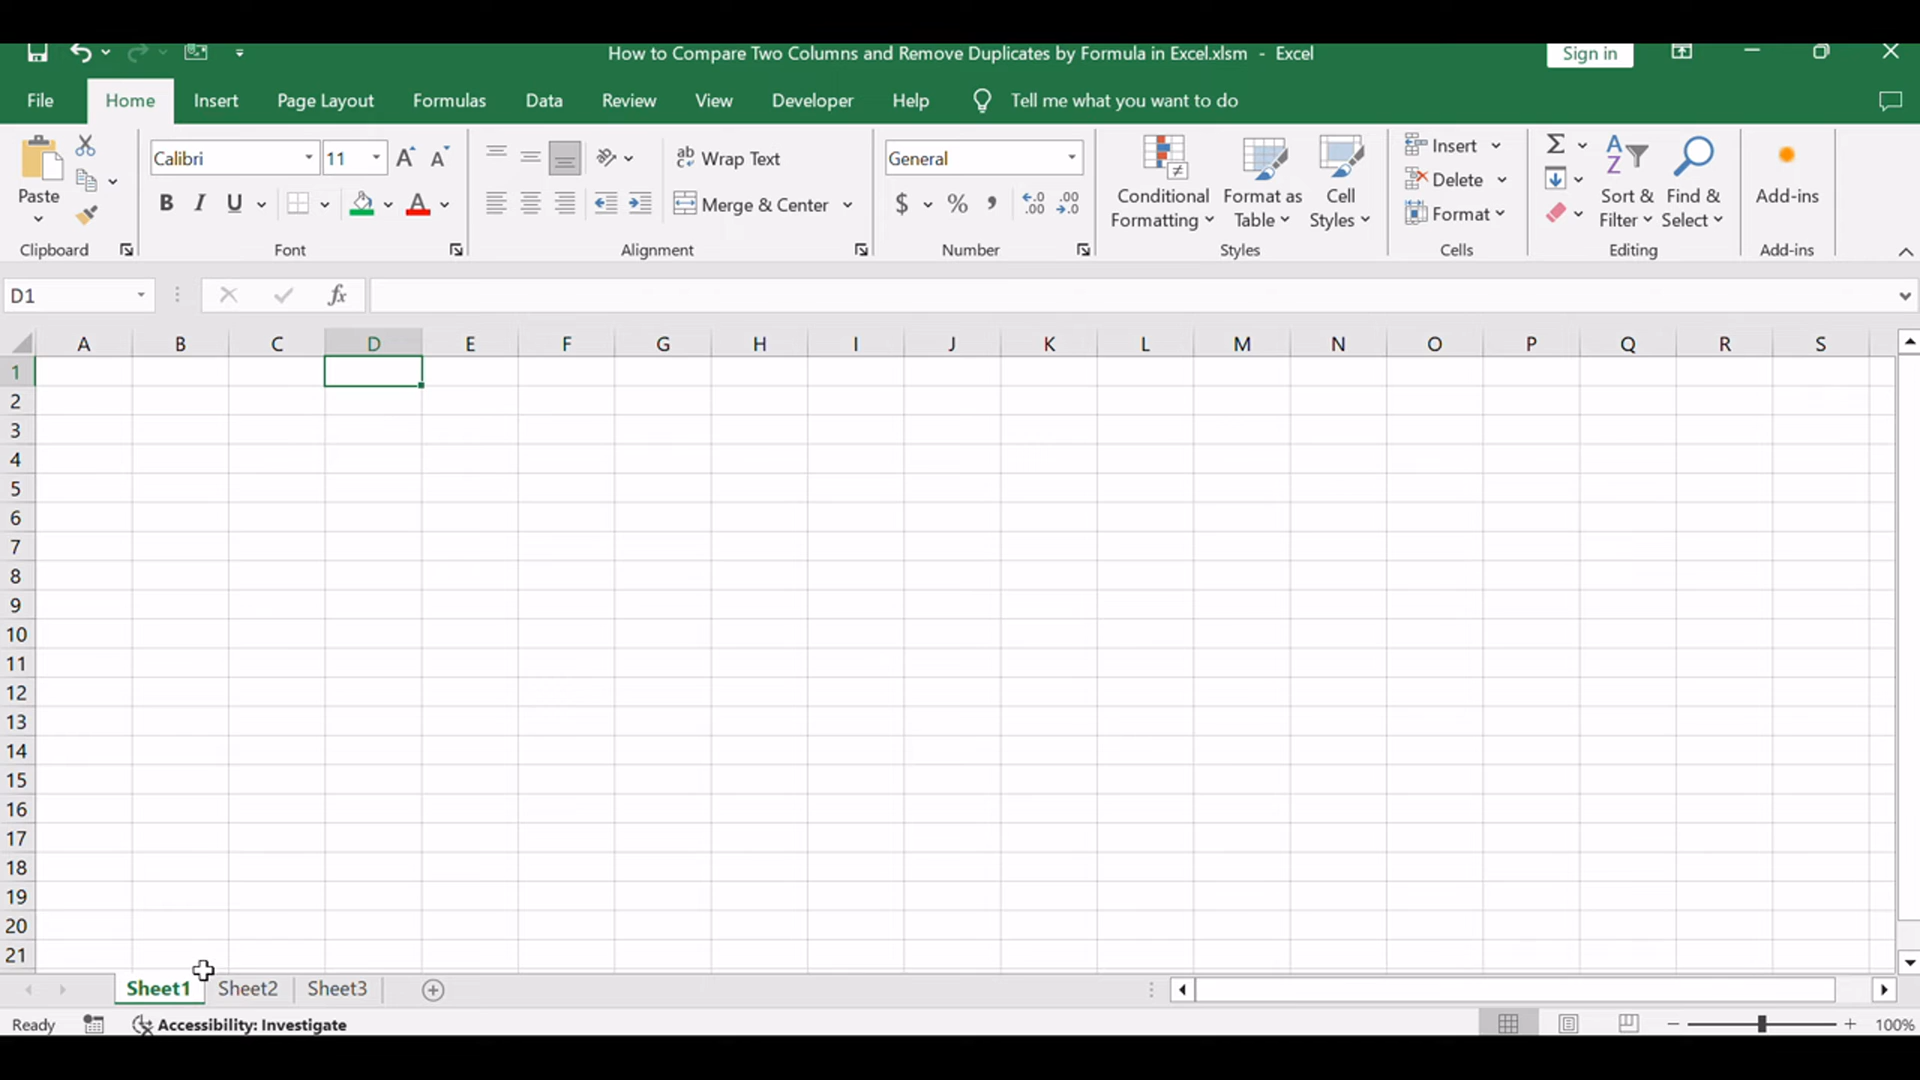 How to Compare Two Columns and Remove Duplicates by Formula in Excel.xlsm - Excel
Sign in
File Home Insert Page Layout Formulas Data Review View Developer Help Tell me what you want to do
Paste
Clipboard
Calibri 11
B I U A
Font
ab Wrap Text
Merge & Center
Alignment
General
$ % 9 .00 .00
Number
Conditional Formatting
Format as Table
Cell Styles
Styles
Insert
Delete
Format
Cells
Sort & Filter
Find & Select
Editing
Add-ins
Add-ins
D1 fx
A B C D E F G H I J K L M N O P Q R S
1
2
3
4
5
6
7
8
9
10
11
12
13
14
15
16
17
18
19
20
21
Sheet1 Sheet2 Sheet3
Ready Accessibility: Investigate 100%